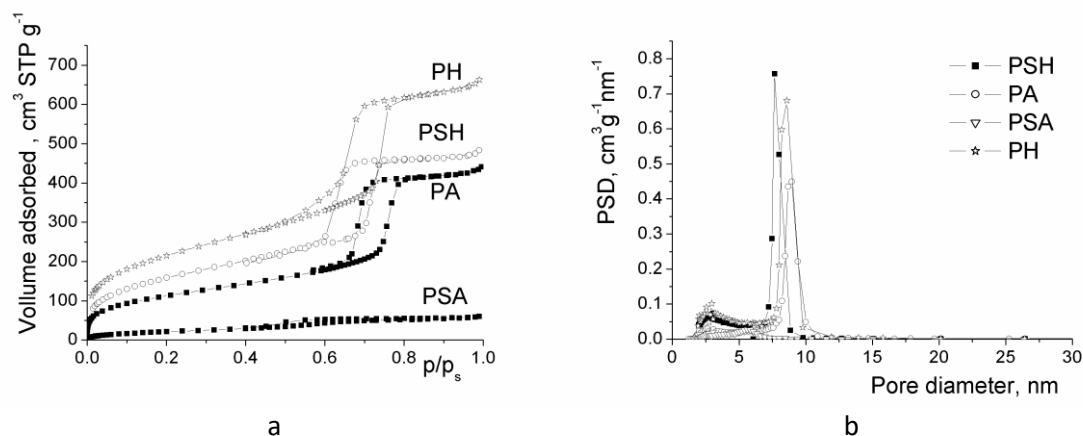 Vollume adsorbed , cm³ STP g⁻¹
700
600
500
400
300
200
100
0
PH
PSH
PA
PSA
0.0 0.2 0.4 0.6 0.8 1.0
p/pₛ
a
PSD, cm³g⁻¹nm⁻¹
0.8
0.7
0.6
0.5
0.4
0.3
0.2
0.1
0.0
PSH
PA
PSA
PH
0 5 10 15 20 25 30
Pore diameter, nm
b